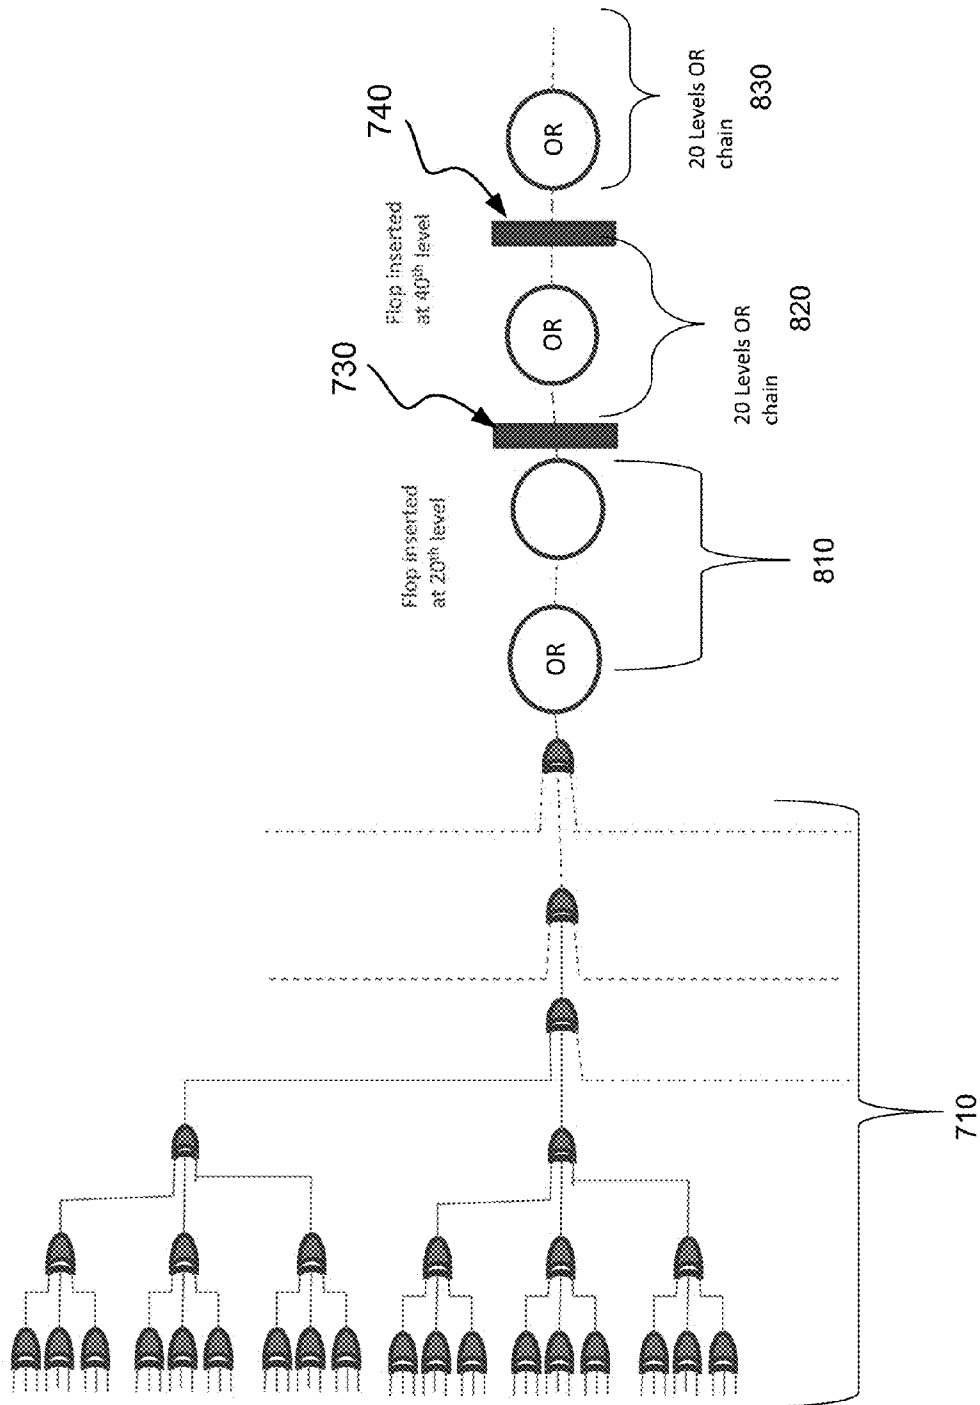 740
Flop inserted
at 40th level
730
Flop inserted
at 20th level
OR
OR
OR
20 Levels OR
chain
830
20 Levels OR
chain
820
810
710